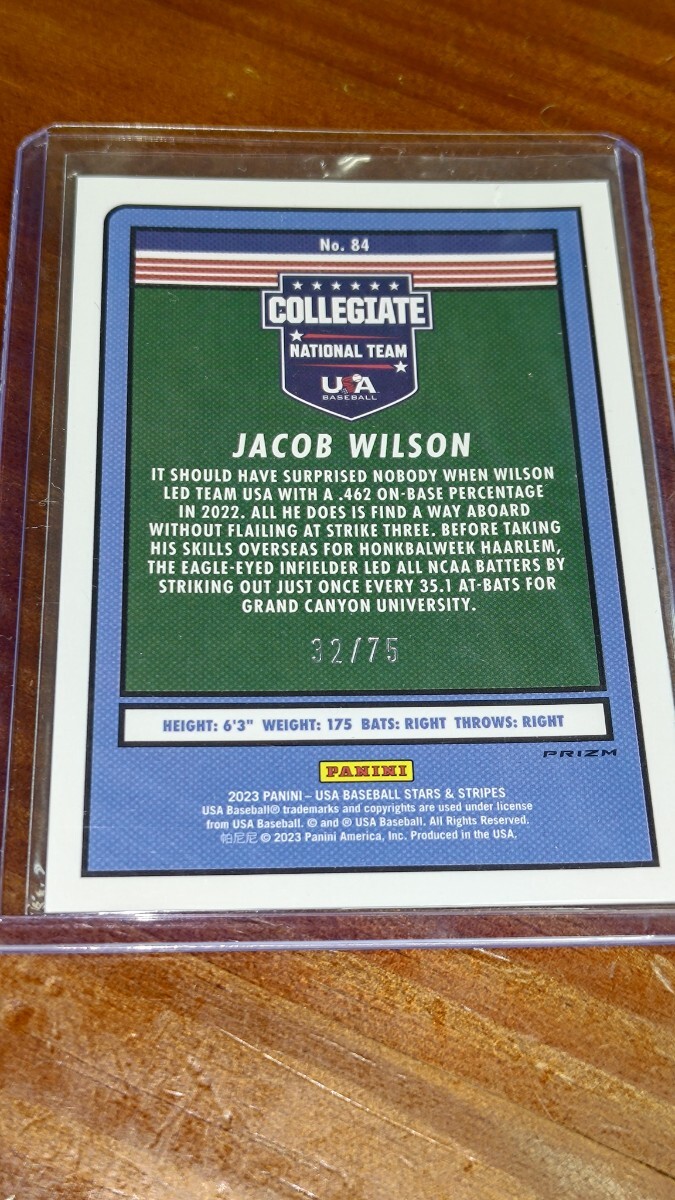 No. 84
COLLEGIATE
NATIONAL TEAM
USA
BASEBALL
JACOB WILSON
IT SHOULD HAVE SURPRISED NOBODY WHEN WILSON
LED TEAM USA WITH A .462 ON-BASE PERCENTAGE
IN 2022. ALL HE DOES IS FIND A WAY ABOARD
WITHOUT FLAILING AT STRIKE THREE. BEFORE TAKING
HIS SKILLS OVERSEAS FOR HONKBALWEEK HAARLEM,
THE EAGLE-EYED INFIELDER LED ALL NCAA BATTERS BY
STRIKING OUT JUST ONCE EVERY 35.1 AT-BATS FOR
GRAND CANYON UNIVERSITY.
32/75
HEIGHT: 6'3" WEIGHT: 175 BATS: RIGHT THROWS: RIGHT
PRIZM
PANINI
2023 PANINI – USA BASEBALL STARS & STRIPES
USA Baseball® trademarks and copyrights are used under license
from USA Baseball. © and ® USA Baseball. All Rights Reserved.
帕尼尼 © 2023 Panini America, Inc. Produced in the USA.